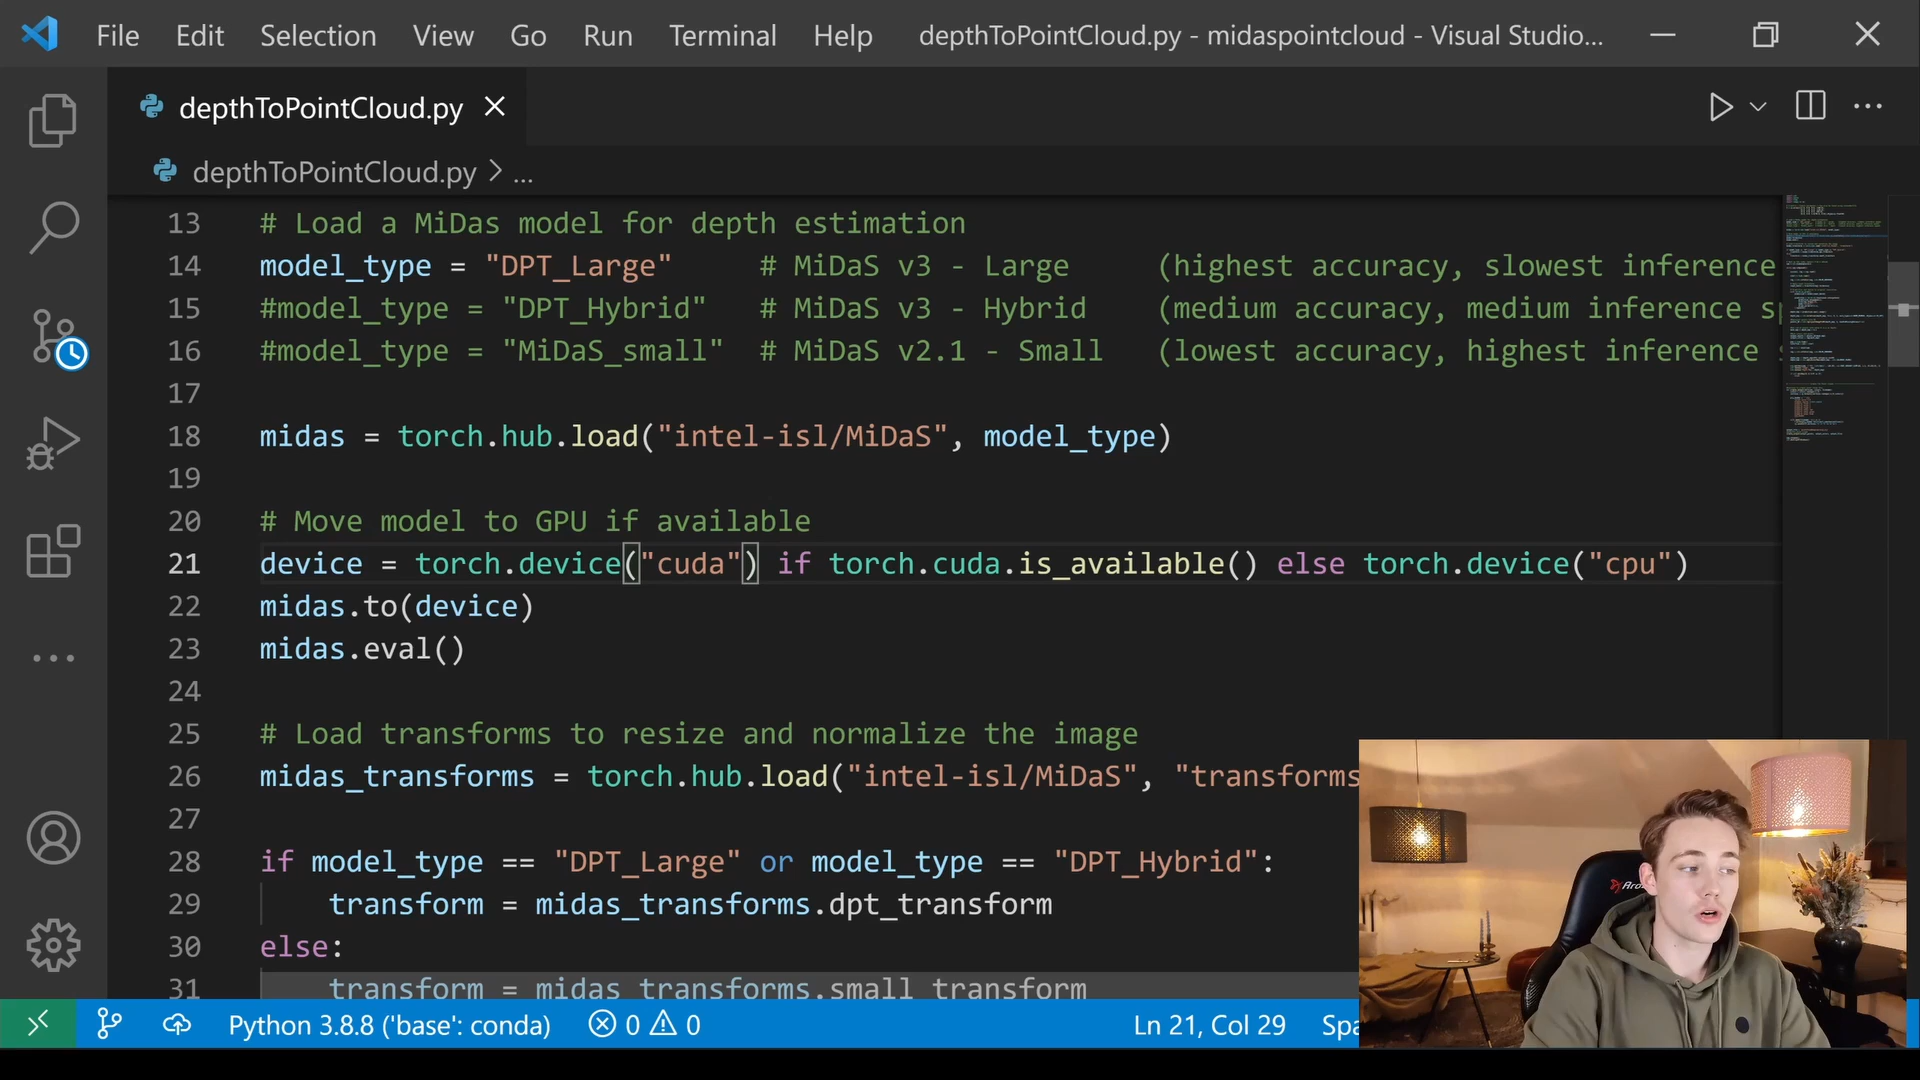 File Edit Selection View Go Run Terminal Help depthToPointCloud.py - midaspointcloud - Visual Studio...
depthToPointCloud.py
depthToPointCloud.py > ...
13 # Load a MiDas model for depth estimation
14 model_type = "DPT_Large" # MiDaS v3 - Large (highest accuracy, slowest inference
15 #model_type = "DPT_Hybrid" # MiDaS v3 - Hybrid (medium accuracy, medium inference sp
16 #model_type = "MiDaS_small" # MiDaS v2.1 - Small (lowest accuracy, highest inference
17
18 midas = torch.hub.load("intel-isl/MiDaS", model_type)
19
20 # Move model to GPU if available
21 device = torch.device("cuda") if torch.cuda.is_available() else torch.device("cpu")
22 midas.to(device)
23 midas.eval()
24
25 # Load transforms to resize and normalize the image
26 midas_transforms = torch.hub.load("intel-isl/MiDaS", "transforms
27
28 if model_type == "DPT_Large" or model_type == "DPT_Hybrid":
29 transform = midas_transforms.dpt_transform
30 else:
31 transform = midas_transforms.small_transform
Python 3.8.8 ('base': conda) 0 0 Ln 21, Col 29 Spa